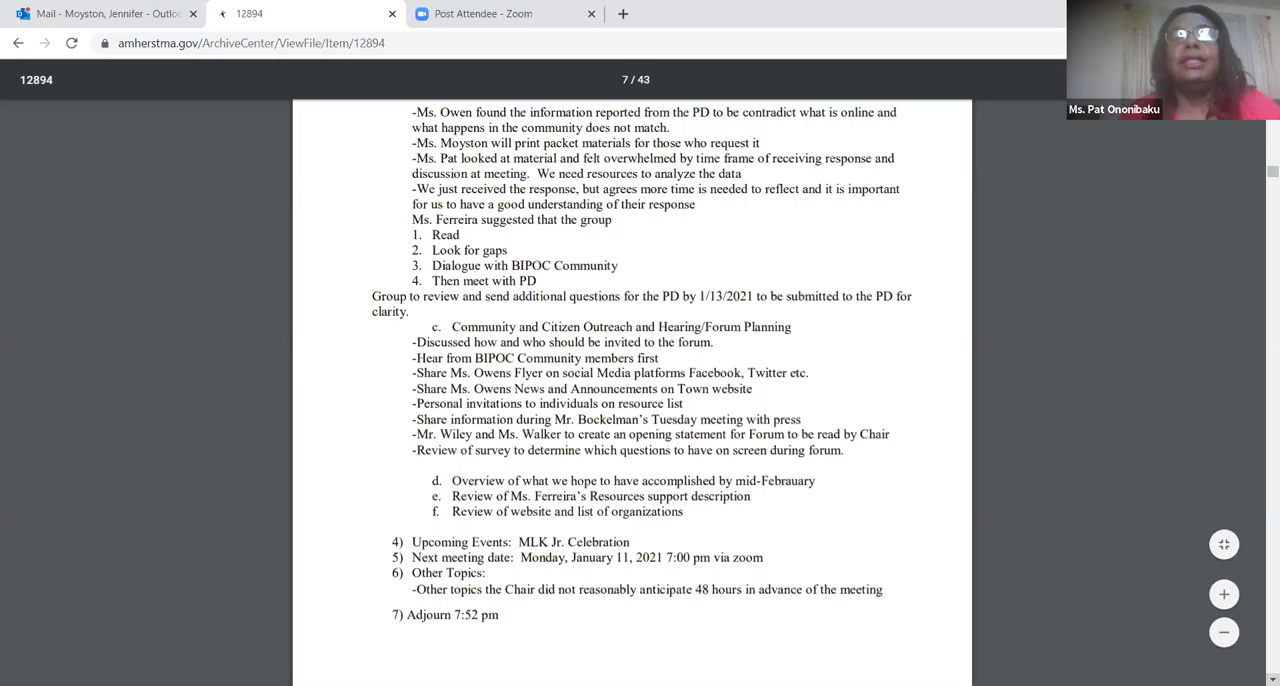 Mail - Moyston, Jennifer - Outloo
12894
Post Attendee - Zoom
amherstma.gov/ArchiveCenter/ViewFile/Item/12894
12894
7 / 43
Ms. Pat Ononibaku
-Ms. Owen found the information reported from the PD to be contradict what is online and
what happens in the community does not match.
-Ms. Moyston will print packet materials for those who request it
-Ms. Pat looked at material and felt overwhelmed by time frame of receiving response and
discussion at meeting.  We need resources to analyze the data
-We just received the response, but agrees more time is needed to reflect and it is important
for us to have a good understanding of their response
Ms. Ferreira suggested that the group
1. Read
2. Look for gaps
3. Dialogue with BIPOC Community
4. Then meet with PD
Group to review and send additional questions for the PD by 1/13/2021 to be submitted to the PD for
clarity.
c. Community and Citizen Outreach and Hearing/Forum Planning
-Discussed how and who should be invited to the forum.
-Hear from BIPOC Community members first
-Share Ms. Owens Flyer on social Media platforms Facebook, Twitter etc.
-Share Ms. Owens News and Announcements on Town website
-Personal invitations to individuals on resource list
-Share information during Mr. Bockelman's Tuesday meeting with press
-Mr. Wiley and Ms. Walker to create an opening statement for Forum to be read by Chair
-Review of survey to determine which questions to have on screen during forum.
d. Overview of what we hope to have accomplished by mid-Febrauary
e. Review of Ms. Ferreira's Resources support description
f. Review of website and list of organizations
4) Upcoming Events:  MLK Jr. Celebration
5) Next meeting date:  Monday, January 11, 2021 7:00 pm via zoom
6) Other Topics:
-Other topics the Chair did not reasonably anticipate 48 hours in advance of the meeting
7) Adjourn 7:52 pm